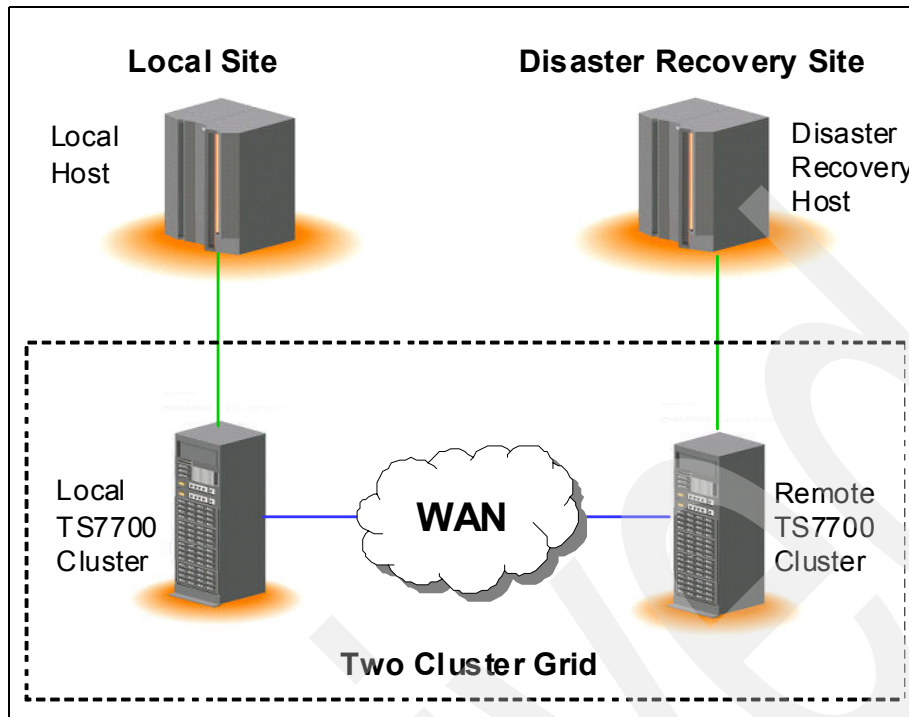 Local Site
Disaster Recovery Site
Local
Host
Disaster
Recovery
Host
Local
TS7700
Cluster
WAN
Remote
TS7700
Cluster
Two Cluster Grid